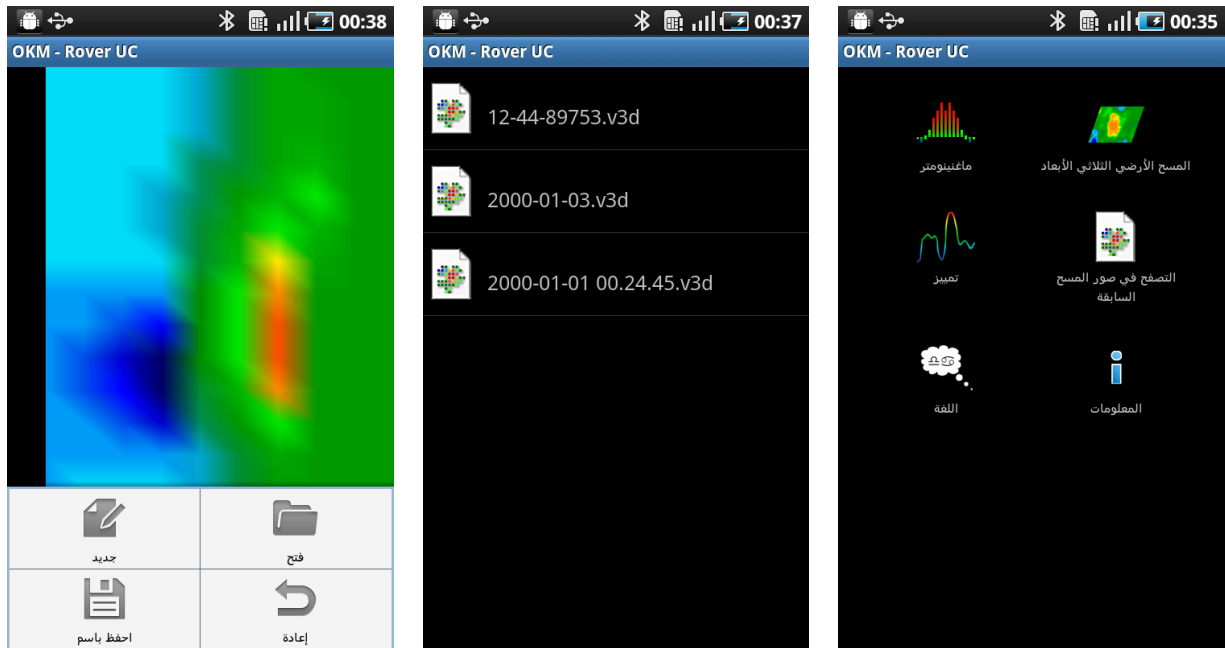 00:38
OKM - Rover UC
جديد
فتح
احفظ باسم
إعادة
00:37
OKM - Rover UC
12-44-89753.v3d
2000-01-03.v3d
2000-01-01 00.24.45.v3d
00:35
OKM - Rover UC
ماغنينومتر
المسح الأرضي الثلاثي الأبعاد
تمييز
التصفح في صور المسح
السابقة
اللغة
المعلومات